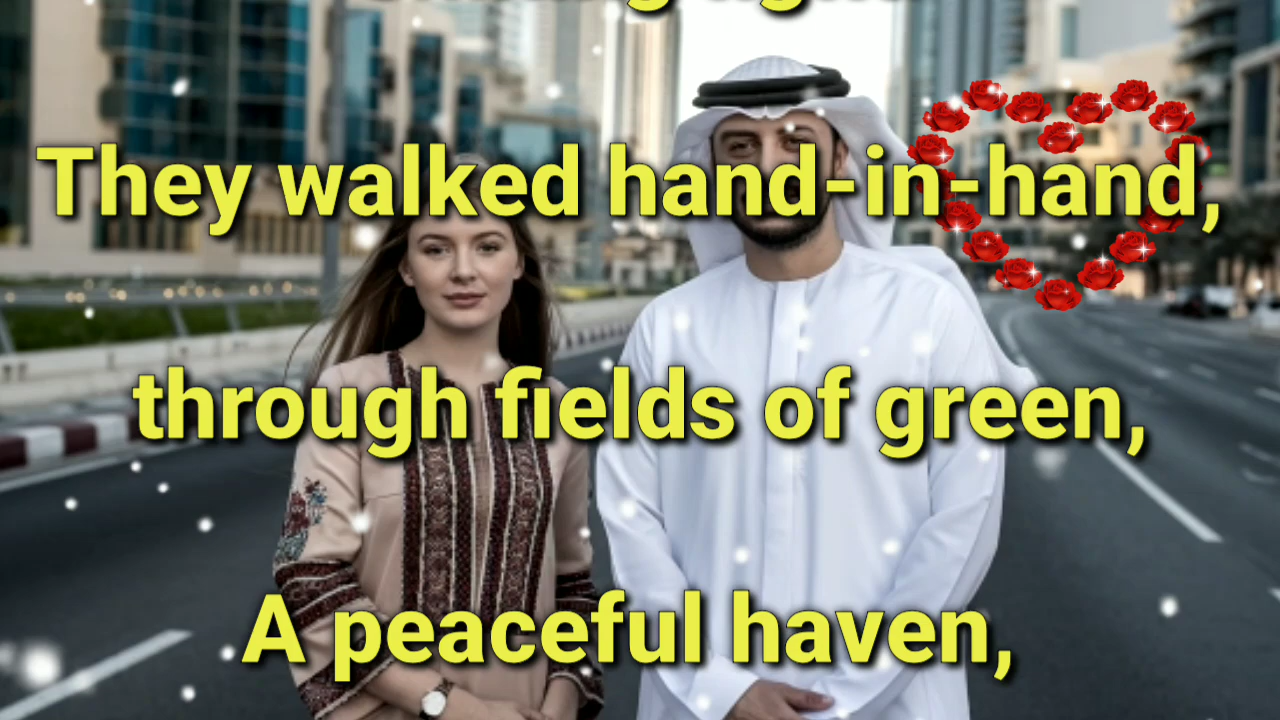 They walked hand-in-hand,
through fields of green,
A peaceful haven,